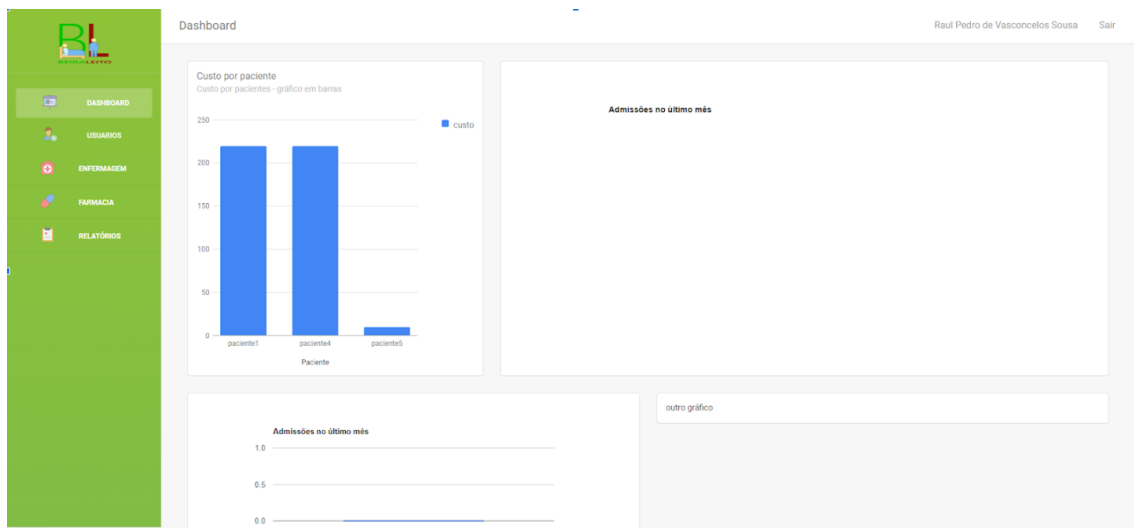 BL
BEIRALEITO
DASHBOARD
USUARIOS
ENFERMAGEM
FARMACIA
RELATÓRIOS
Dashboard
Raul Pedro de Vasconcelos Sousa
Sair
Custo por paciente
Custo por pacientes - gráfico em barras
250
200
150
100
50
0
custo
paciente1
paciente4
paciente5
Paciente
Admissões no último mês
Admissões no último mês
1.0
0.5
0.0
outro gráfico